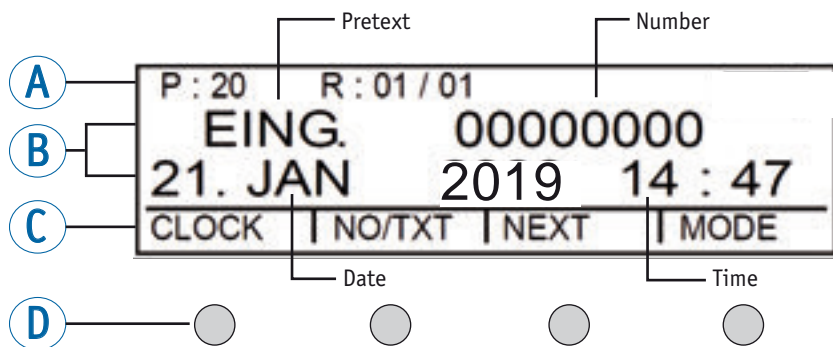 Pretext Number
A P : 20 R : 01 / 01
EING. 00000000
B
21. JAN 2019 14 : 47
C CLOCK | NO/TXT | NEXT | MODE
Date Time
D